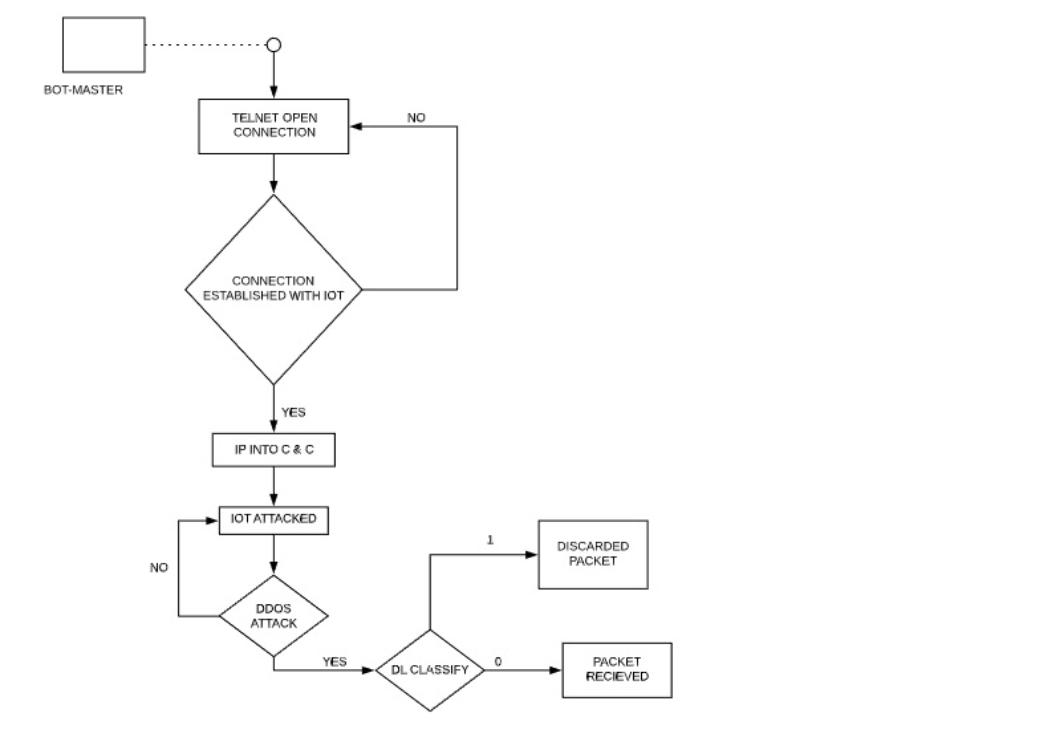 BOT-MASTER
TELNET OPEN
CONNECTION
NO
CONNECTION
ESTABLISHED WITH IOT
YES
IP INTO C & C
IOT ATTACKED
NO
DDOS
ATTACK
YES
DL CLASSIFY
1
DISCARDED
PACKET
0
PACKET
RECIEVED